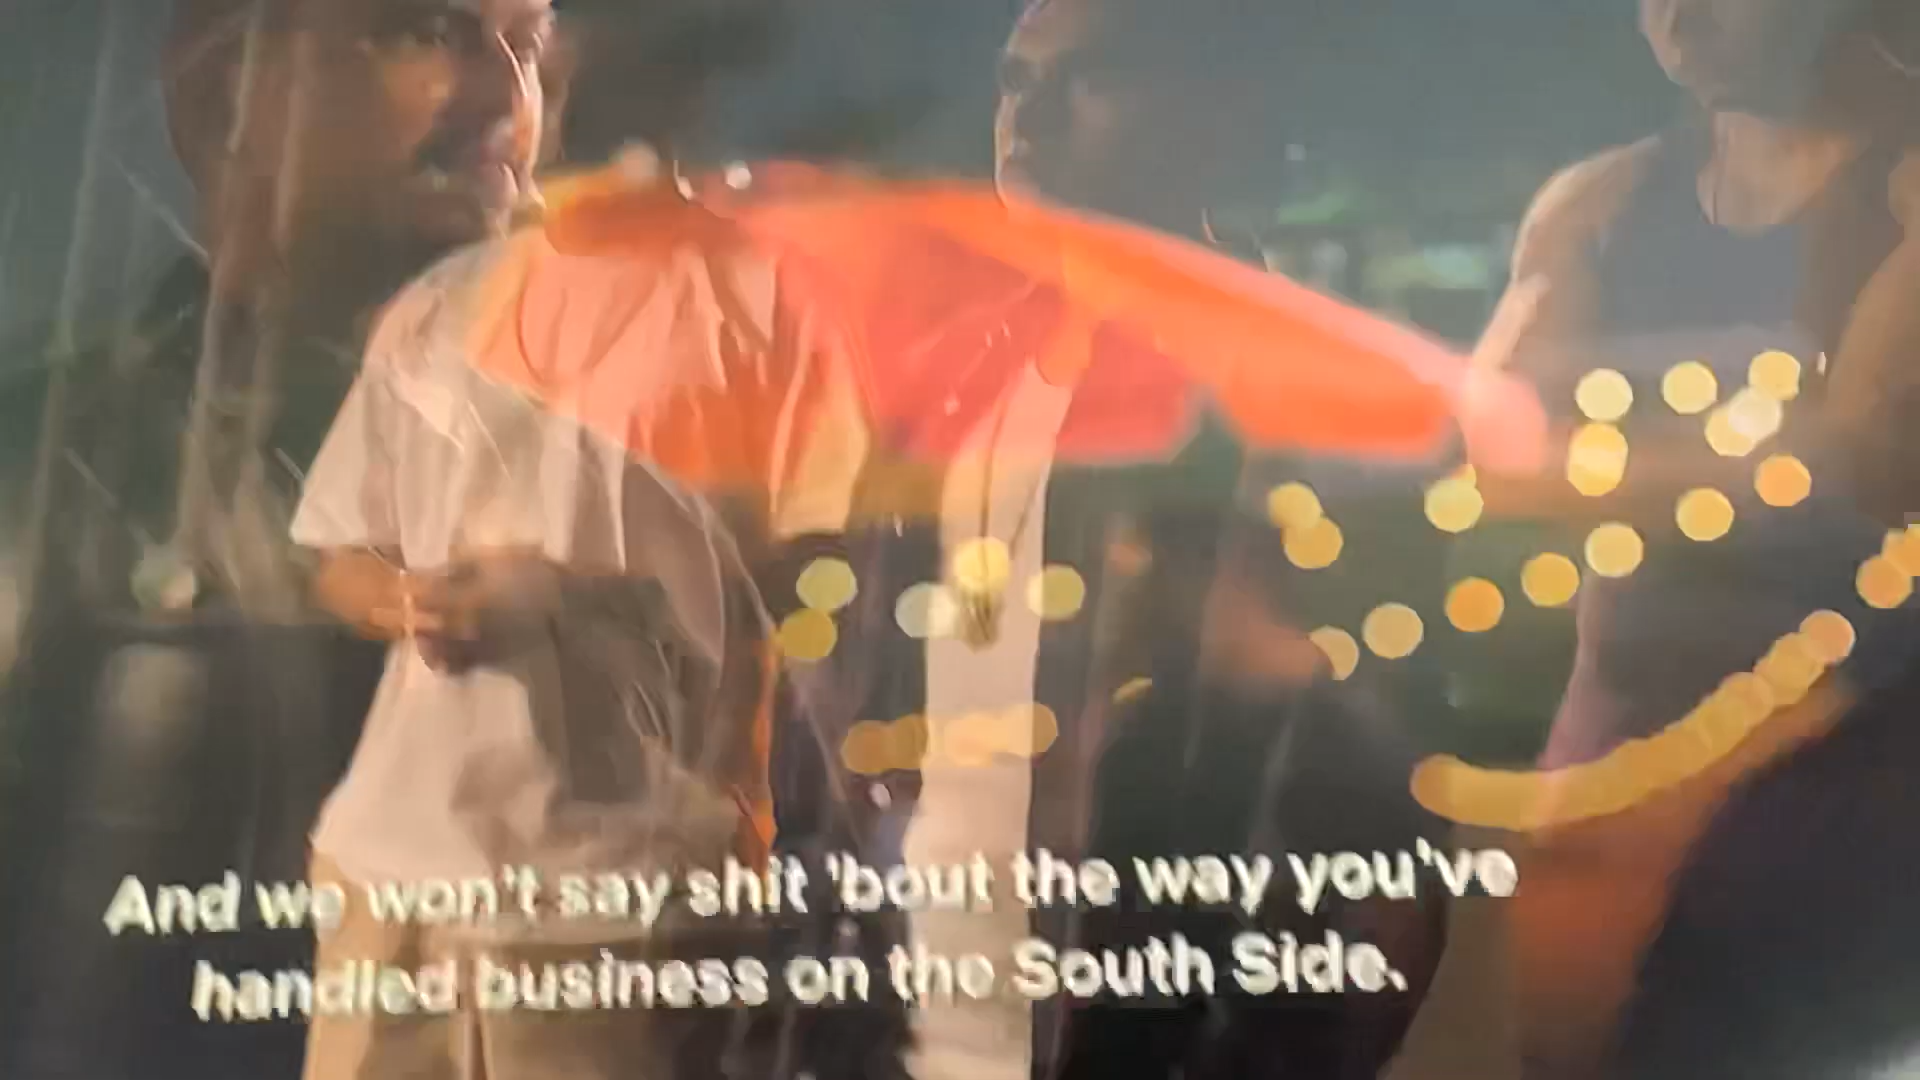 And we won't say shit 'bout the way you've
handled business on the South Side.